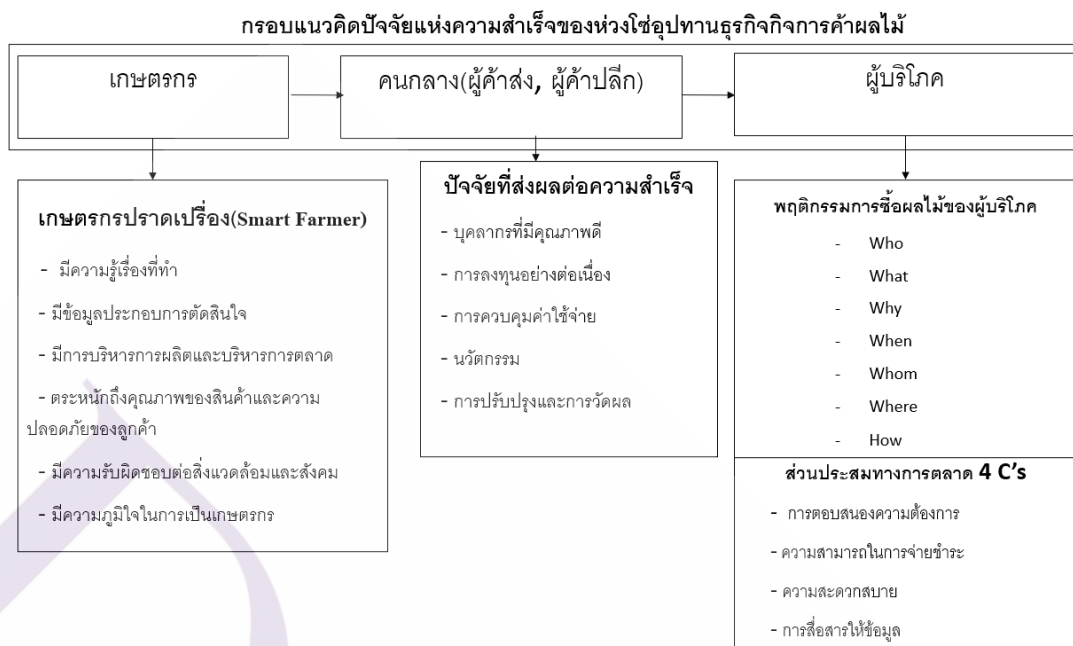 กรอบแนวคิดปัจจัยแห่งความสำเร็จของห่วงโซ่อุปทานธุรกิจกิจการค้าผลไม้
เกษตรกร
คนกลาง(ผู้ค้าส่ง, ผู้ค้าปลีก)
ผู้บริโภค
เกษตรกรปราดเปรื่อง(Smart Farmer)
- มีความรู้เรื่องที่ทำ
- มีข้อมูลประกอบการตัดสินใจ
- มีการบริหารการผลิตและบริหารการตลาด
- ตระหนักถึงคุณภาพของสินค้าและความ
ปลอดภัยของลูกค้า
- มีความรับผิดชอบต่อสิ่งแวดล้อมและสังคม
- มีความภูมิใจในการเป็นเกษตรกร
ปัจจัยที่ส่งผลต่อความสำเร็จ
- บุคลากรที่มีคุณภาพดี
- การลงทุนอย่างต่อเนื่อง
- การควบคุมค่าใช้จ่าย
- นวัตกรรม
- การปรับปรุงและการวัดผล
พฤติกรรมการซื้อผลไม้ของผู้บริโภค
- Who
- What
- Why
- When
- Whom
- Where
- How
ส่วนประสมทางการตลาด 4 C's
- การตอบสนองความต้องการ
- ความสามารถในการจ่ายชำระ
- ความสะดวกสบาย
- การสื่อสารให้ข้อมูล